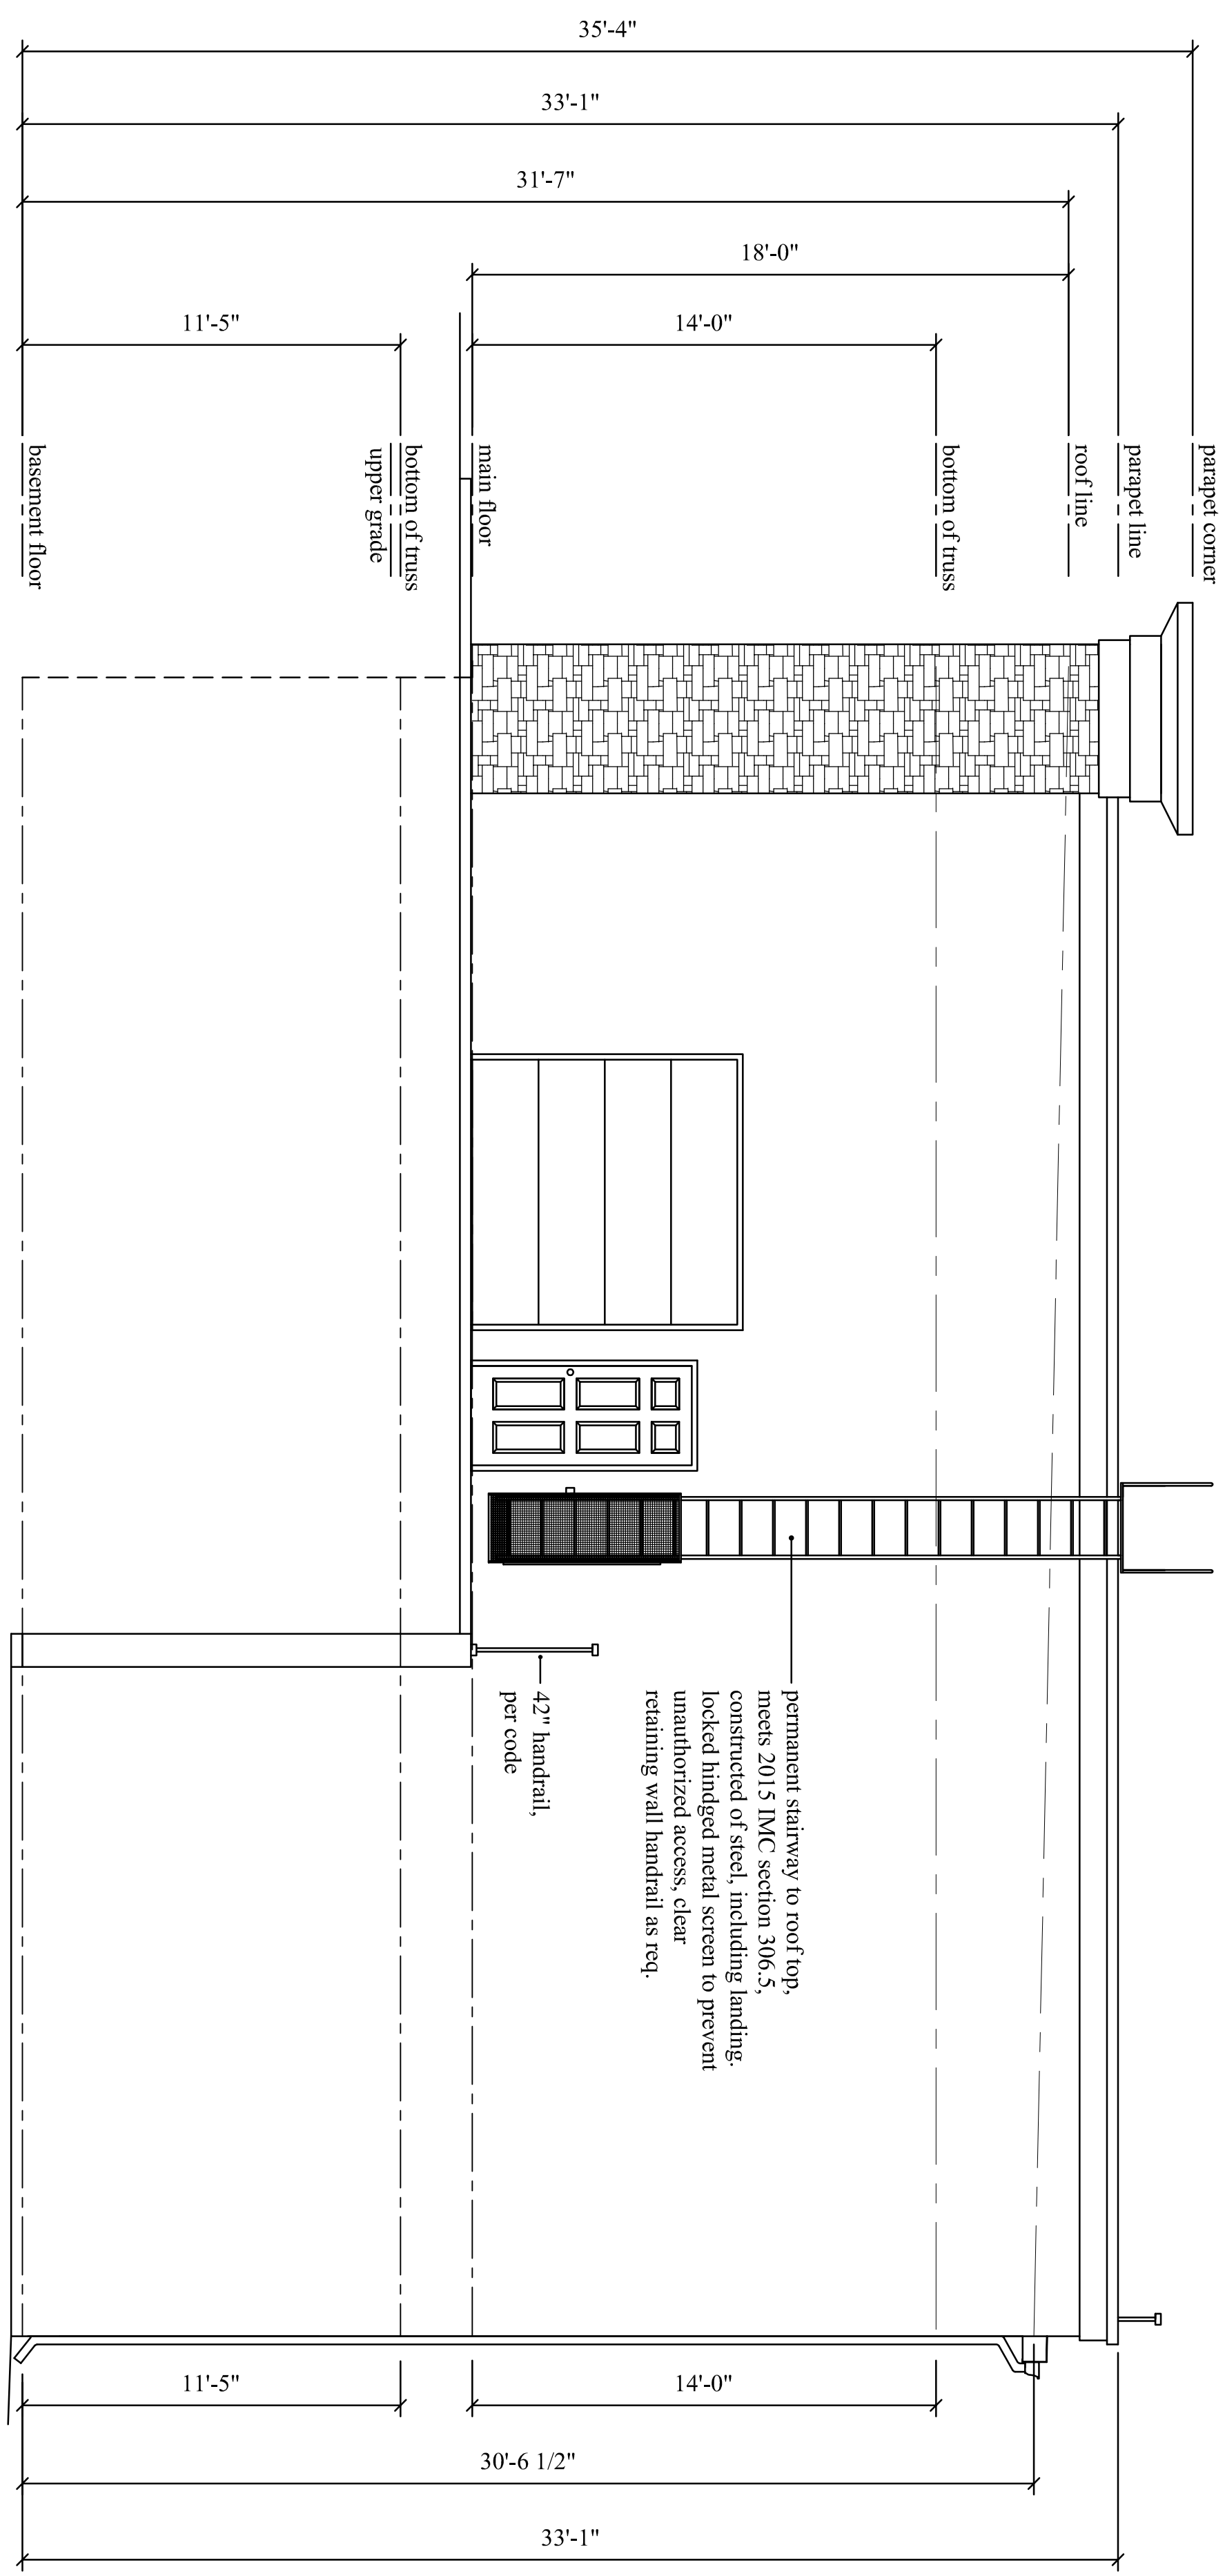 35'-4"
33'-1"
31'-7"
18'-0"
11'-5"
14'-0"
parapet corner
parapet line
roof line
bottom of truss
main floor
bottom of truss
upper grade
basement floor
permanent stairway to roof top,
meets 2015 IMC section 306.5,
constructed of steel, including landing.
locked hindged metal screen to prevent
unauthorized access, clear
retaining wall handrail as req.
42" handrail,
per code
11'-5"
14'-0"
30'-6 1/2"
33'-1"